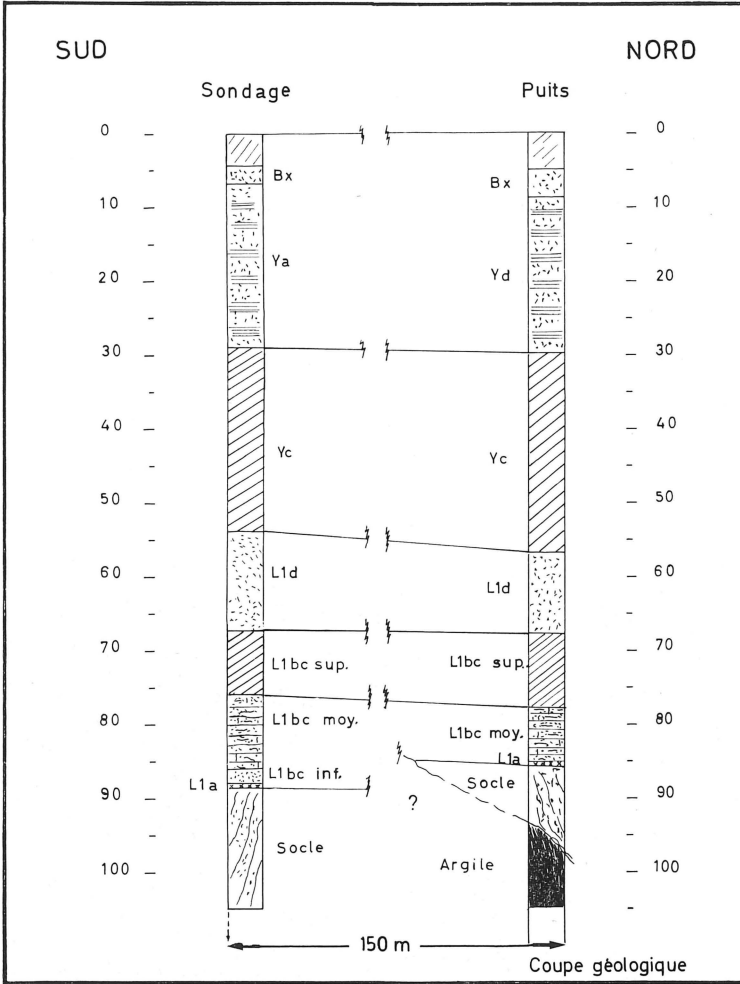 SUD NORD
Sondage Puits
0 0
Bx Bx
10 10
Ya Yd
20 20
30 30
40 40
Yc Yc
50 50
60 60
L1d L1d
70 70
L1bc sup. L1bc sup.
80 80
L1bc moy. L1bc moy.
L1a
L1bc inf. Socle
L1a
90 90
?
Socle Argile
100 100
150 m
Coupe géologique